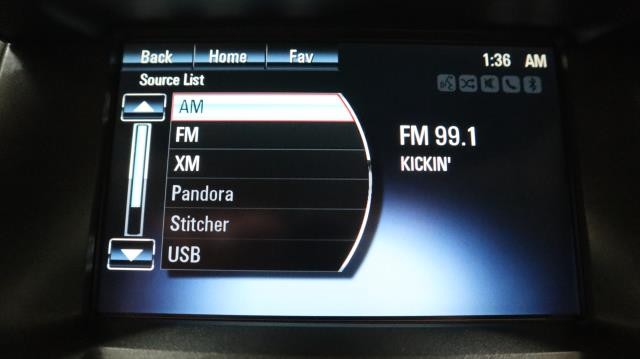 Back Home Fav
1:36 AM
Source List
AM
FM
XM
Pandora
Stitcher
USB
FM 99.1
KICKIN'